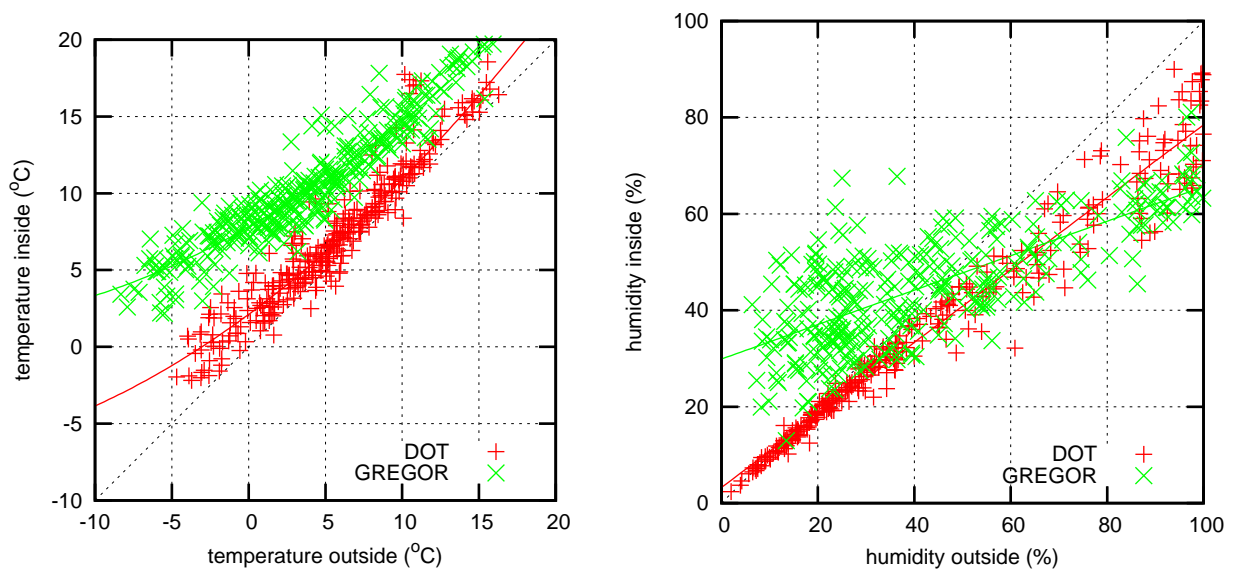 20
15
10
5
0
-5
-10
-10 -5 0 5 10 15 20
temperature inside (°C)
temperature outside (°C)
DOT
GREGOR
100
80
60
40
20
0
0 20 40 60 80 100
humidity inside (%)
humidity outside (%)
DOT
GREGOR